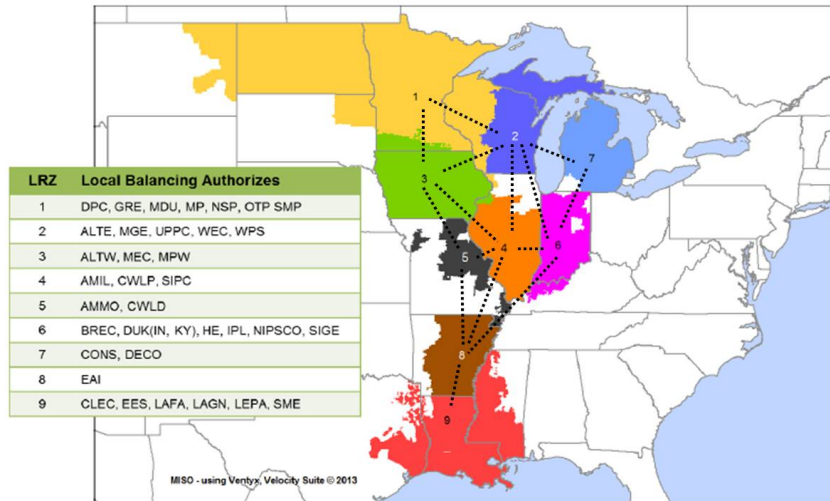 LRZ Local Balancing Authorizes
1 DPC, GRE, MDU, MP, NSP, OTP SMP
2 ALTE, MGE, UPPC, WEC, WPS
3 ALTW, MEC, MPW
4 AMIL, CWLP, SIPC
5 AMMO, CWLD
6 BREC, DUK(IN, KY), HE, IPL, NIPSCO, SIGE
7 CONS, DECO
8 EAI
9 CLEC, EES, LAFA, LAGN, LEPA, SME
1
2
7
3
4
6
5
8
9
MISO - using Ventyx, Velocity Suite © 2013